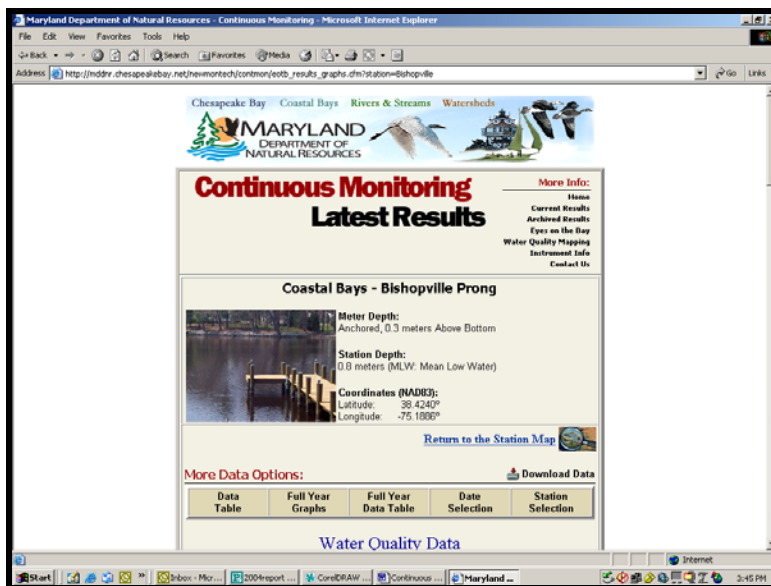 Maryland Department of Natural Resources - Continuous Monitoring - Microsoft Internet Explorer
File Edit View Favorites Tools Help
Back Search Favorites Media
Address http://mddnr.chesapeakebay.net/newmontech/contmon/eotb_results_graphs.cfm?station=Bishopville Go Links
Chesapeake Bay Coastal Bays Rivers & Streams Watersheds
MARYLAND
DEPARTMENT OF
NATURAL RESOURCES
Continuous Monitoring
Latest Results
More Info:
Home
Current Results
Archived Results
Eyes on the Bay
Water Quality Mapping
Instrument Info
Contact Us
Coastal Bays - Bishopville Prong
Meter Depth:
Anchored, 0.3 meters Above Bottom
Station Depth:
0.8 meters (MLW: Mean Low Water)
Coordinates (NAD83):
Latitude: 38.4240º
Longitude: -75.1886º
Return to the Station Map
More Data Options:
Download Data
Data Table
Full Year Graphs
Full Year Data Table
Date Selection
Station Selection
Water Quality Data
Internet
Start Inbox - Micr... 2004report ... CorelDRAW ... Continuous ... Maryland ... 3:45 PM